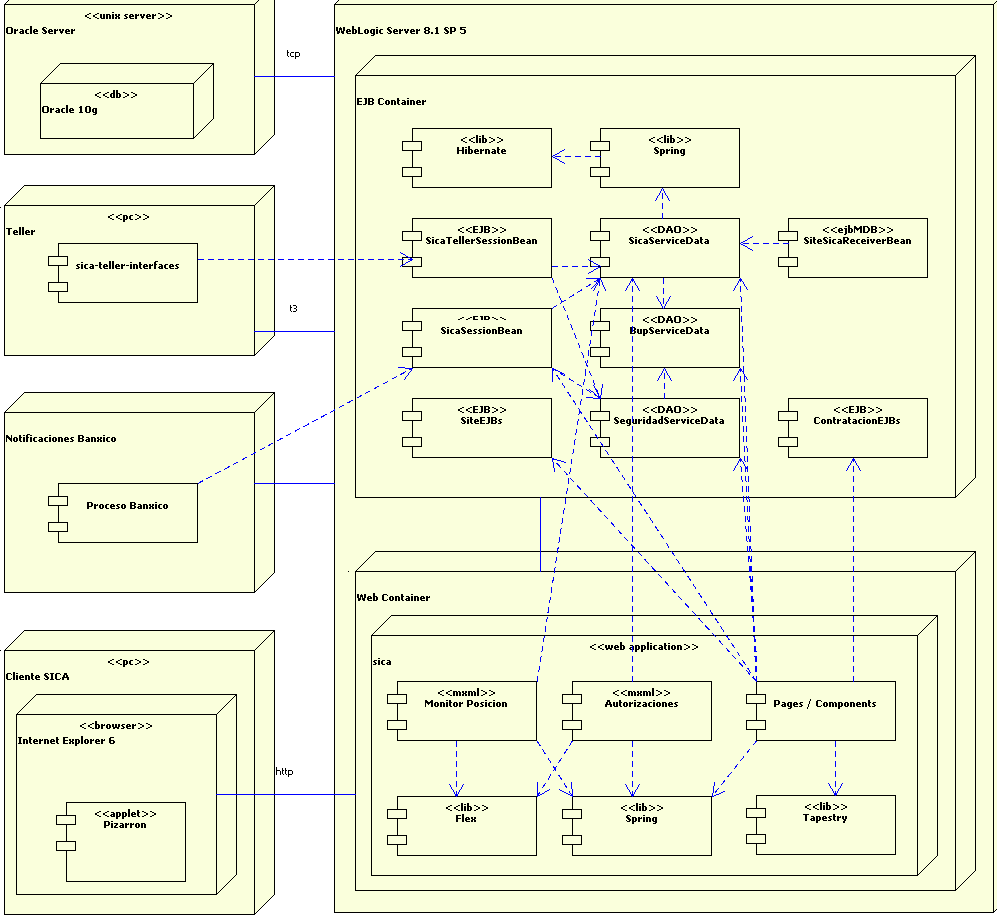 <<unix server>>
Oracle Server
<<db>>
Oracle 10g
tcp
WebLogic Server 8.1 SP 5
EJB Container
<<lib>>
Hibernate
<<lib>>
Spring
<<pc>>
Teller
sica-teller-interfaces
t3
<<EJB>>
SicaTellerSessionBean
<<DAO>>
SicaServiceData
<<ejbMDB>>
SiteSicaReceiverBean
<<EJB>>
SicaSessionBean
<<DAO>>
BupServiceData
<<EJB>>
SiteEJBs
<<DAO>>
SeguridadServiceData
<<EJB>>
ContratacionEJBs
Notificaciones Banxico
Proceso Banxico
Web Container
<<web application>>
sica
<<mxml>>
Monitor Posicion
<<mxml>>
Autorizaciones
Pages / Components
<<lib>>
Flex
<<lib>>
Spring
<<lib>>
Tapestry
<<pc>>
Cliente SICA
<<browser>>
Internet Explorer 6
http
<<applet>>
Pizarron